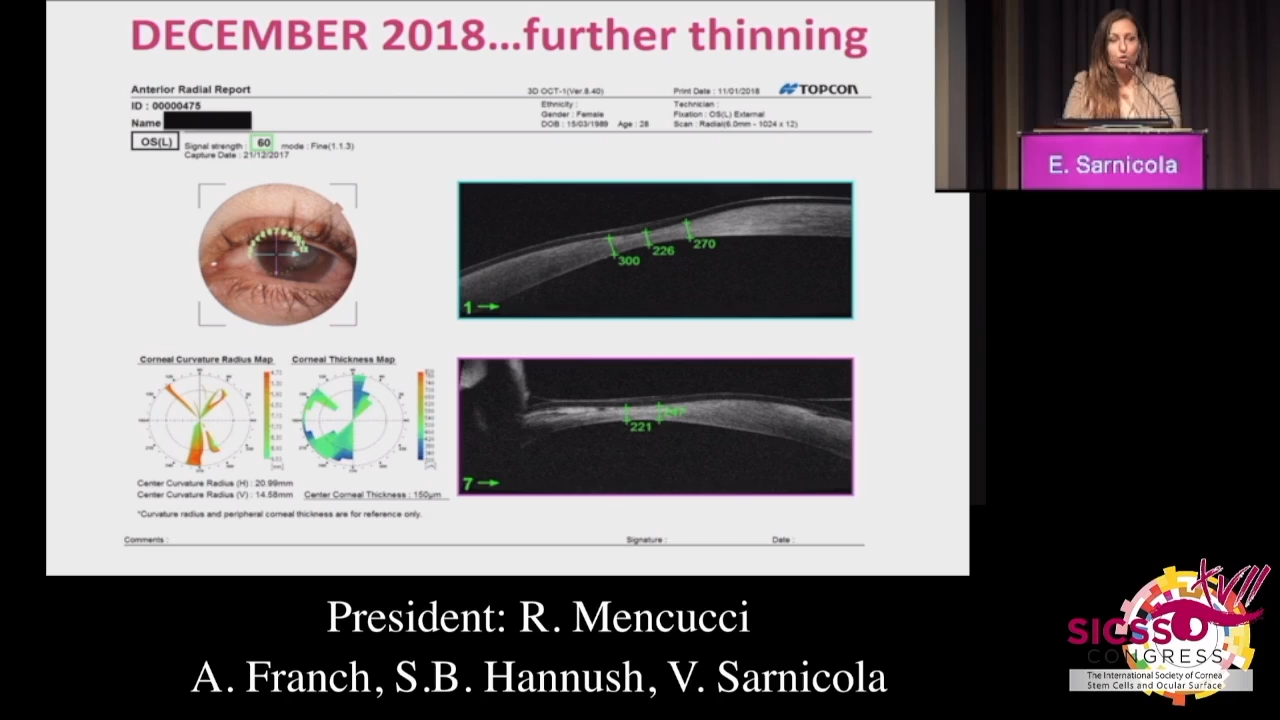 DECEMBER 2018...further thinning
Anterior Radial Report
3D OCT-1(Ver.8.40)
Print Date : 11/01/2018
TOPCON
ID : 00000475
Ethnicity :
Technician :
Gender : Female
Fixation : OS(L) External
Name
DOB : 15/03/1989 Age : 28
Scan : Radial(6.0mm - 1024 x 12)
OS(L)
Signal strength : 60 mode : Fine(1.1.3)
Capture Date : 21/12/2017
E. Sarnicola
300
226
270
1
Corneal Curvature Radius Map
Corneal Thickness Map
221
7
Center Curvature Radius (H) : 20.99mm
Center Curvature Radius (V) : 14.58mm
Center Corneal Thickness : 150μm
*Curvature radius and peripheral corneal thickness are for reference only.
Comments :
Signature :
Date :
President: R. Mencucci
A. Franch, S.B. Hannush, V. Sarnicola
XVII
SICSSO
CONGRESS
The International Society of Cornea
Stem Cells and Ocular Surface